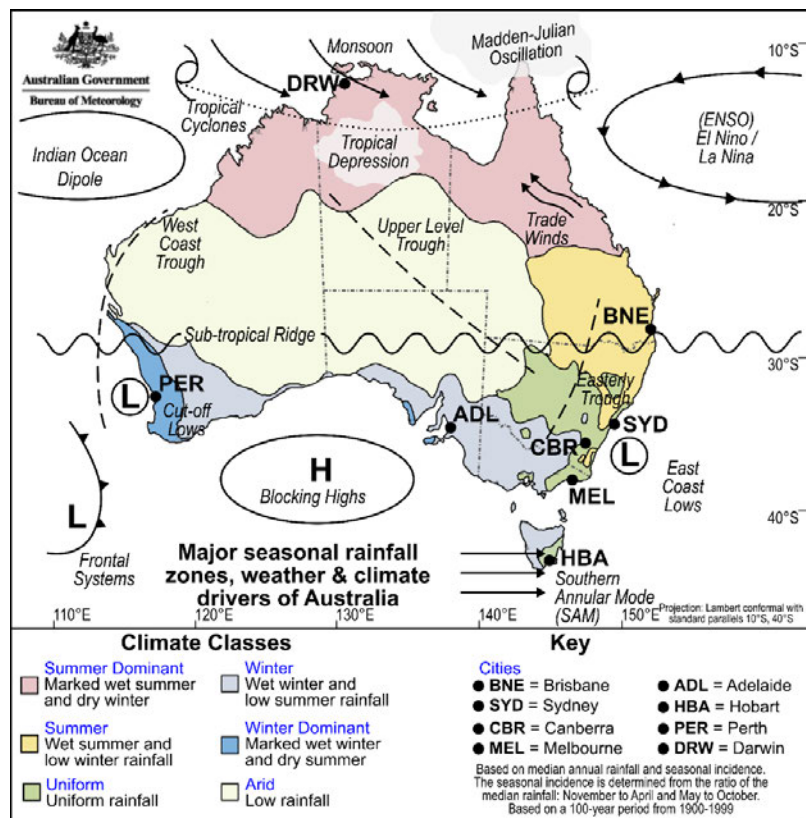 Australian Government
Bureau of Meteorology
Monsoon
Madden-Julian
Oscillation
10°S
DRW
Tropical
Cyclones
(ENSO)
El Nino /
La Nina
Indian Ocean
Dipole
Tropical
Depression
20°S
West
Coast
Trough
Upper Level
Trough
Trade
Winds
BNE
Sub-tropical Ridge
30°S
PER
L
Cut-off
Lows
Easterly
Trough
ADL
SYD
CBR
L
H
Blocking Highs
MEL
East
Coast
Lows
L
40°S
Frontal
Systems
Major seasonal rainfall
zones, weather & climate
drivers of Australia
HBA
Southern
Annular Mode
(SAM)
Projection: Lambert conformal with
standard parallels 10°S, 40°S
110°E
120°E
130°E
140°E
150°E
Climate Classes
Summer Dominant
Marked wet summer
and dry winter
Winter
Wet winter and
low summer rainfall
Summer
Wet summer and
low winter rainfall
Winter Dominant
Marked wet winter
and dry summer
Uniform
Uniform rainfall
Arid
Low rainfall
Key
Cities
BNE = Brisbane
ADL = Adelaide
SYD = Sydney
HBA = Hobart
CBR = Canberra
PER = Perth
MEL = Melbourne
DRW = Darwin
Based on median annual rainfall and seasonal incidence.
The seasonal incidence is determined from the ratio of the
median rainfall: November to April and May to October.
Based on a 100-year period from 1900-1999